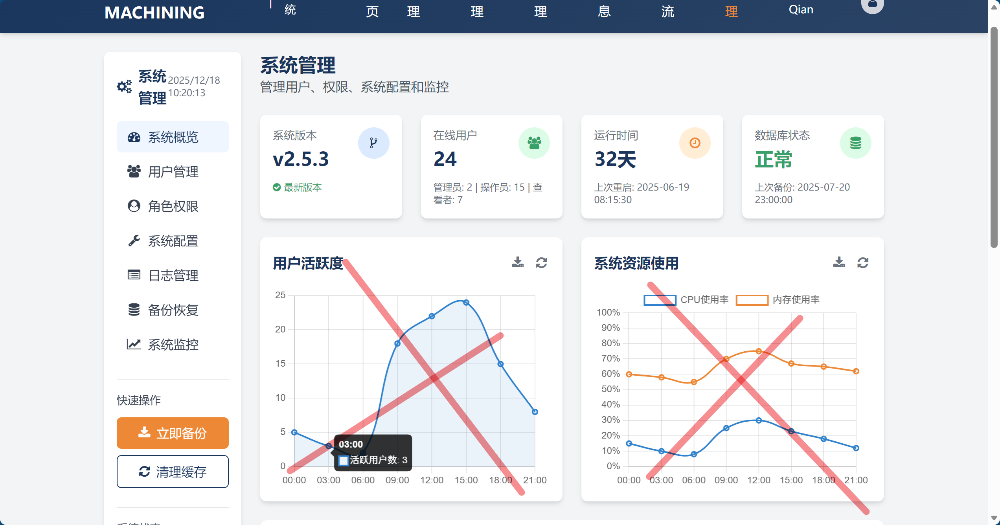 MACHINING
统
页
理
理
理
息
流
理
Qian
系统管理
2025/12/18
10:20:13
系统概览
用户管理
角色权限
系统配置
日志管理
备份恢复
系统监控
快速操作
立即备份
清理缓存
系统管理
管理用户、权限、系统配置和监控
系统版本
v2.5.3
最新版本
在线用户
24
管理员: 2 | 操作员: 15 | 查
看者: 7
运行时间
32天
上次重启: 2025-06-19
08:15:30
数据库状态
正常
上次备份: 2025-07-20
23:00:00
用户活跃度
25
20
15
10
5
0
03:00
活跃用户数: 3
00:00 03:00 06:00 09:00 12:00 15:00 18:00 21:00
系统资源使用
CPU使用率 内存使用率
100%
90%
80%
70%
60%
50%
40%
30%
20%
10%
0%
00:00 03:00 06:00 09:00 12:00 15:00 18:00 21:00